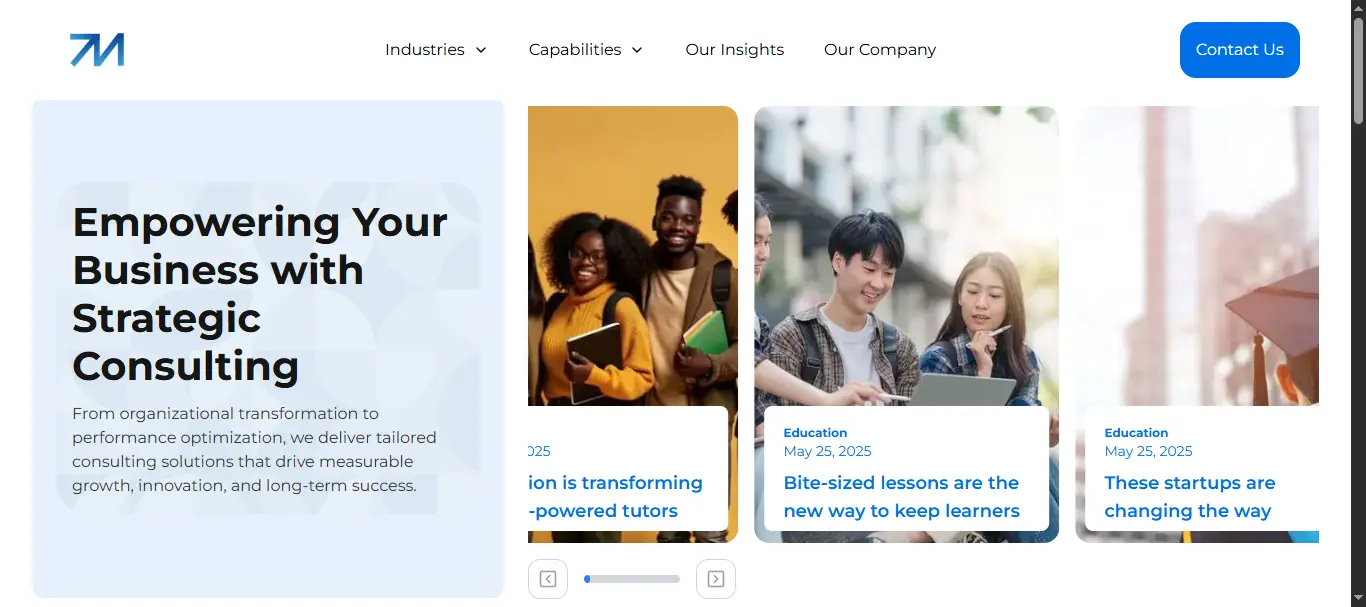 7M
Industries
Capabilities
Our Insights
Our Company
Contact Us
Empowering Your
Business with
Strategic
Consulting
From organizational transformation to
performance optimization, we deliver tailored
consulting solutions that drive measurable
growth, innovation, and long-term success.
025
ion is transforming
-powered tutors
Education
May 25, 2025
Bite-sized lessons are the
new way to keep learners
Education
May 25, 2025
These startups are
changing the way